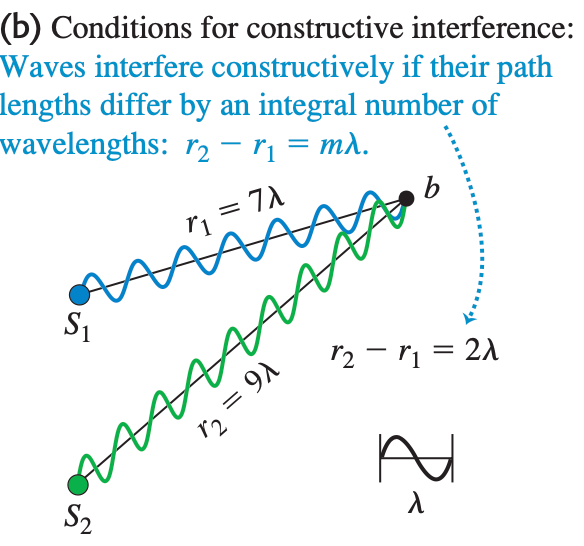 (b) Conditions for constructive interference:
Waves interfere constructively if their path
lengths differ by an integral number of
wavelengths: r₂ − r₁ = mλ.
b
r₁ = 7λ
S₁
r₂ − r₁ = 2λ
r₂ = 9λ
λ
S₂